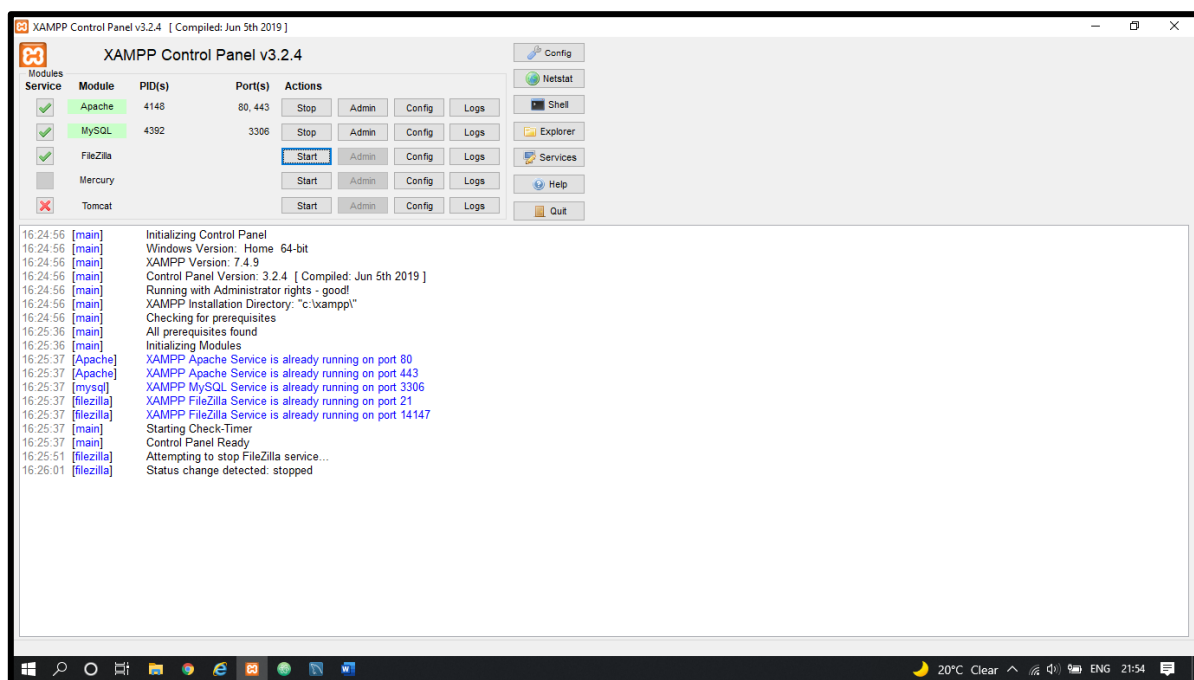 XAMPP Control Panel v3.2.4 [ Compiled: Jun 5th 2019 ]
XAMPP Control Panel v3.2.4
Config
Modules
Service Module PID(s) Port(s) Actions
Netstat
Apache 4148 80, 443 Stop Admin Config Logs
Shell
MySQL 4392 3306 Stop Admin Config Logs
Explorer
FileZilla Start Admin Config Logs
Services
Mercury Start Admin Config Logs
Help
Tomcat Start Admin Config Logs
Quit
16:24:56 [main] Initializing Control Panel
16:24:56 [main] Windows Version: Home 64-bit
16:24:56 [main] XAMPP Version: 7.4.9
16:24:56 [main] Control Panel Version: 3.2.4 [ Compiled: Jun 5th 2019 ]
16:24:56 [main] Running with Administrator rights - good!
16:24:56 [main] XAMPP Installation Directory: "c:\xampp\"
16:24:56 [main] Checking for prerequisites
16:25:36 [main] All prerequisites found
16:25:36 [main] Initializing Modules
16:25:37 [Apache] XAMPP Apache Service is already running on port 80
16:25:37 [Apache] XAMPP Apache Service is already running on port 443
16:25:37 [mysql] XAMPP MySQL Service is already running on port 3306
16:25:37 [filezilla] XAMPP FileZilla Service is already running on port 21
16:25:37 [filezilla] XAMPP FileZilla Service is already running on port 14147
16:25:37 [main] Starting Check-Timer
16:25:37 [main] Control Panel Ready
16:25:51 [filezilla] Attempting to stop FileZilla service...
16:26:01 [filezilla] Status change detected: stopped
20°C Clear ENG 21:54